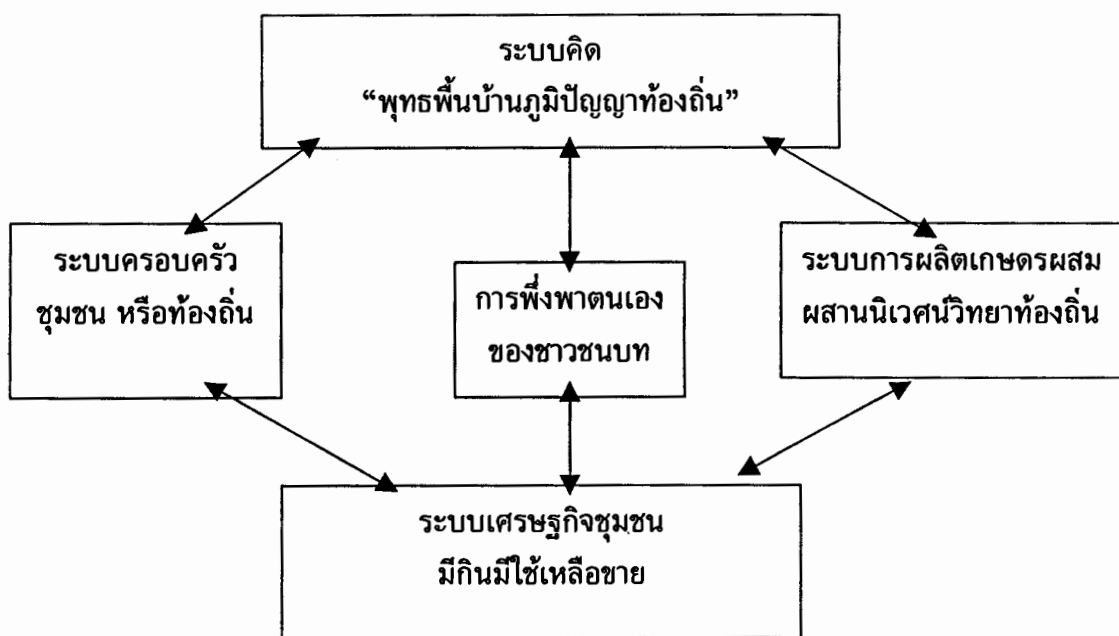 ระบบคิด
“พุทธพื้นบ้านภูมิปัญญาท้องถิ่น”
ระบบครอบครัว
ชุมชน หรือท้องถิ่น
การพึ่งพาตนเอง
ของชาวชนบท
ระบบการผลิตเกษตรผสม
ผสานนิเวศน์วิทยาท้องถิ่น
ระบบเศรษฐกิจชุมชน
มีกินมีใช้เหลือขาย